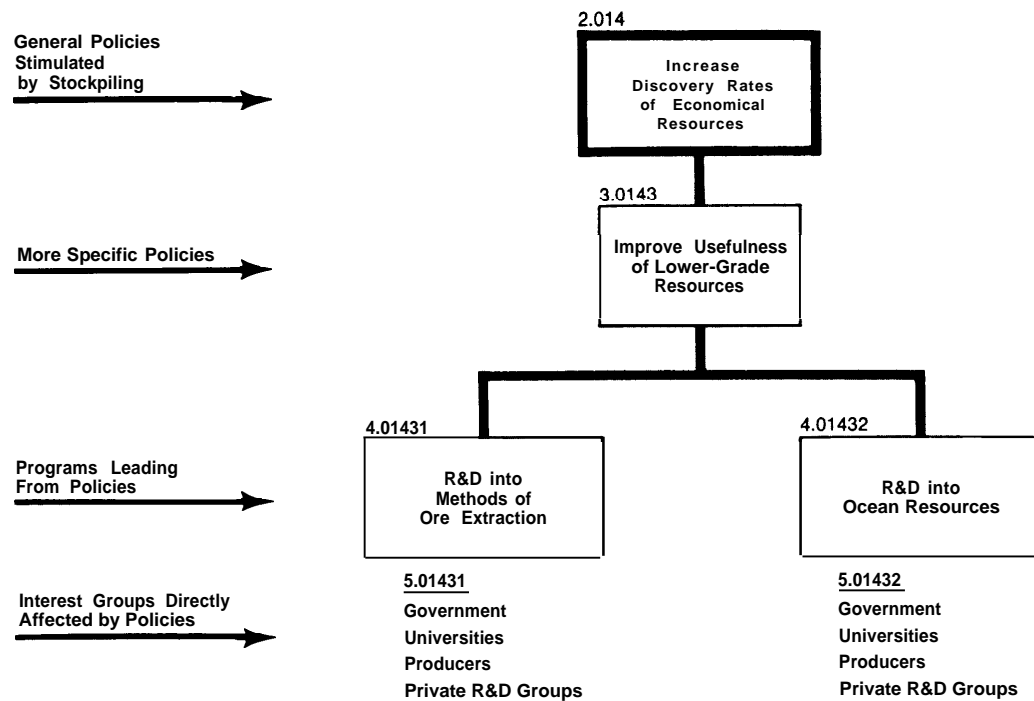 General Policies
Stimulated
by Stockpiling
2.014
Increase
Discovery Rates
of Economical
Resources
More Specific Policies
3.0143
Improve Usefulness
of Lower-Grade
Resources
Programs Leading
From Policies
4.01431
R&D into
Methods of
Ore Extraction
4.01432
R&D into
Ocean Resources
Interest Groups Directly
Affected by Policies
5.01431
Government
Universities
Producers
Private R&D Groups
5.01432
Government
Universities
Producers
Private R&D Groups